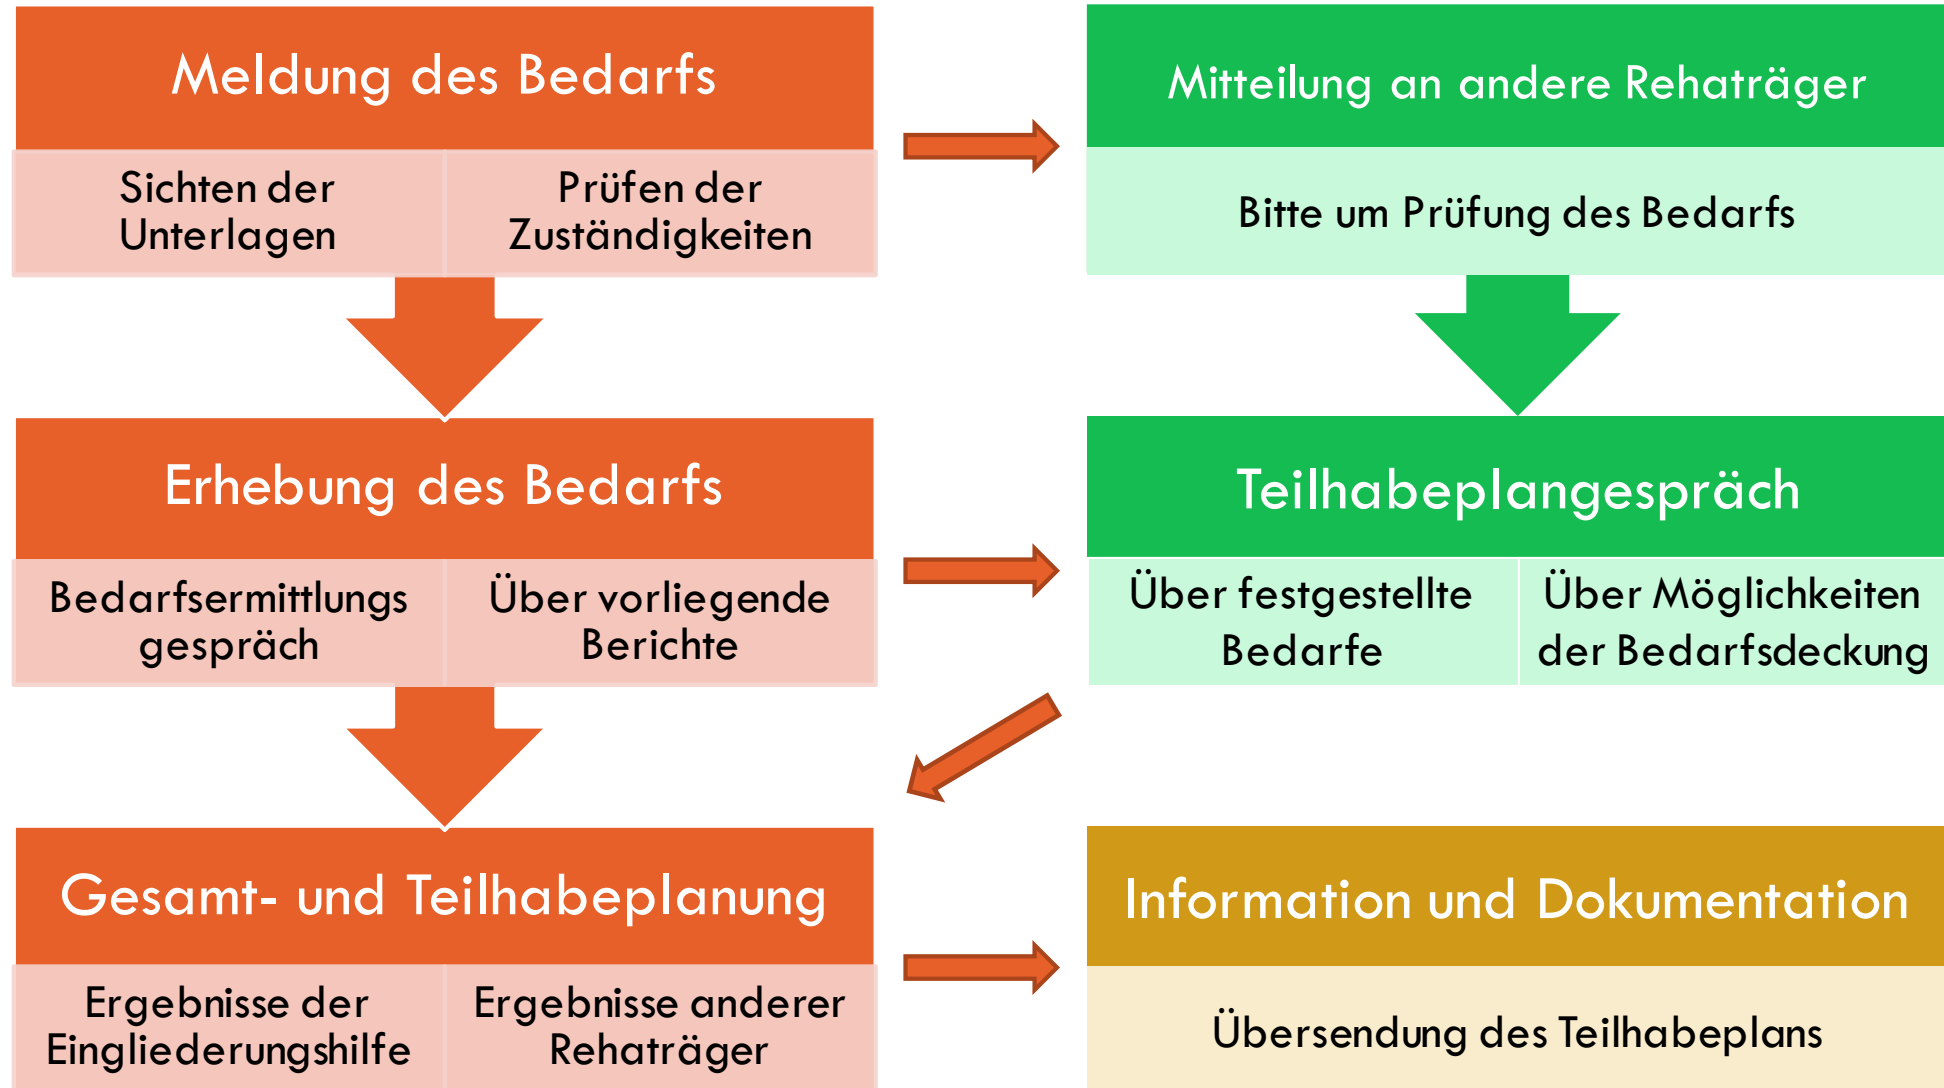 Meldung des Bedarfs
Sichten der
Unterlagen
Prüfen der
Zuständigkeiten
Mitteilung an andere Rehaträger
Bitte um Prüfung des Bedarfs
Erhebung des Bedarfs
Bedarfsermittlungs
gespräch
Über vorliegende
Berichte
Teilhabeplangespräch
Über festgestellte
Bedarfe
Über Möglichkeiten
der Bedarfsdeckung
Gesamt- und Teilhabeplanung
Ergebnisse der
Eingliederungshilfe
Ergebnisse anderer
Rehaträger
Information und Dokumentation
Übersendung des Teilhabeplans